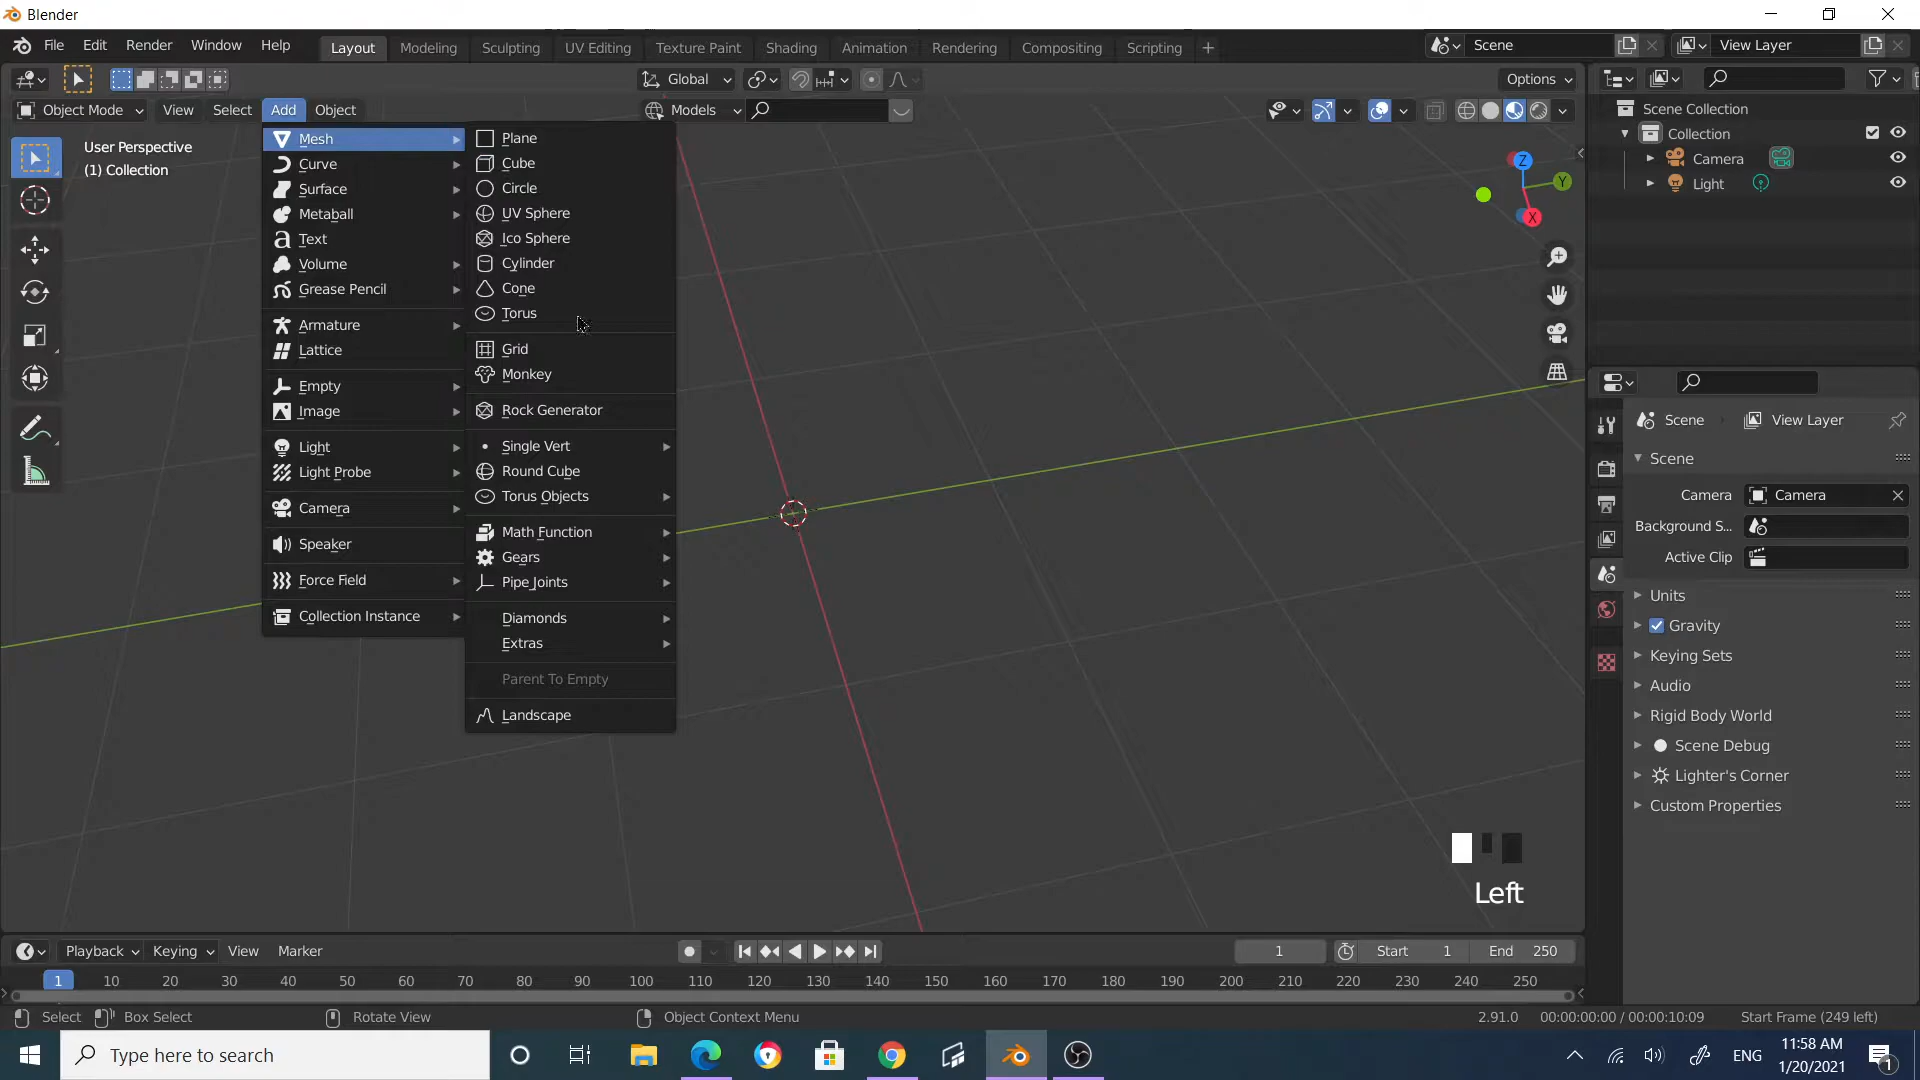 Blender
File Edit Render Window Help Layout Modeling Sculpting UV Editing Texture Paint Shading Animation Rendering Compositing Scripting + Scene View Layer
Global Options
Object Mode View Select Add Object Models
User Perspective
(1) Collection
Mesh
Curve
Surface
Metaball
Text
Volume
Grease Pencil
Armature
Lattice
Empty
Image
Light
Light Probe
Camera
Speaker
Force Field
Collection Instance
Plane
Cube
Circle
UV Sphere
Ico Sphere
Cylinder
Cone
Torus
Grid
Monkey
Rock Generator
Single Vert
Round Cube
Torus Objects
Math Function
Gears
Pipe Joints
Diamonds
Extras
Parent To Empty
Landscape
Z
Y
X
Left
Scene Collection
Collection
Camera
Light
Scene View Layer
Scene
Camera Camera
Background S...
Active Clip
Units
Gravity
Keying Sets
Audio
Rigid Body World
Scene Debug
Lighter's Corner
Custom Properties
Playback Keying View Marker 1 Start 1 End 250
1 10 20 30 40 50 60 70 80 90 100 110 120 130 140 150 160 170 180 190 200 210 220 230 240 250
Select Box Select Rotate View Object Context Menu 2.91.0 00:00:00:00 / 00:00:10:09 Start Frame (249 left)
Type here to search ENG 11:58 AM
1/20/2021 1